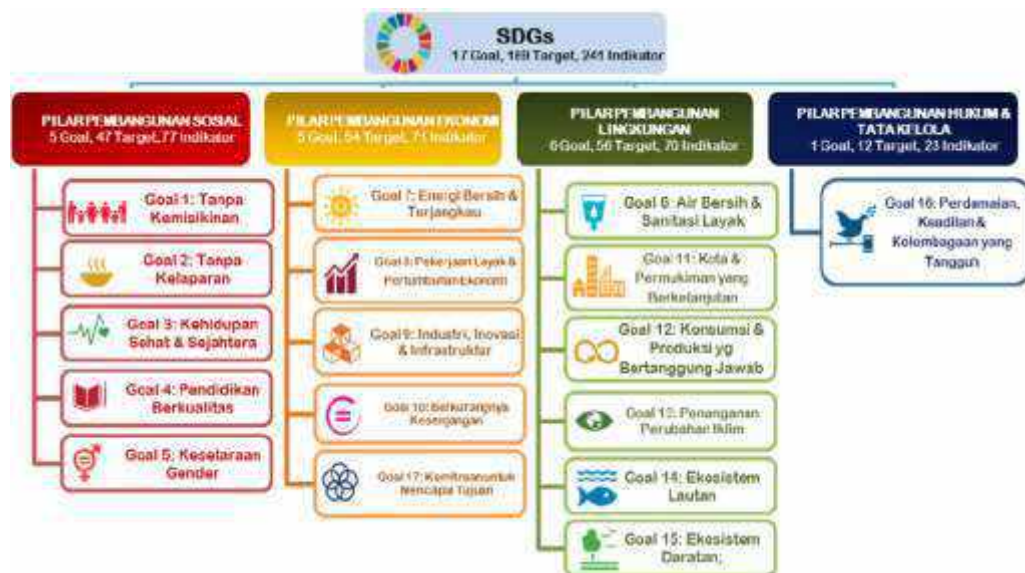 SDGs
17 Goal, 169 Target, 241 Indikator
PILAR PEMBANGUNAN SOSIAL
5 Goal, 47 Target, 77 Indikator
Goal 1: Tanpa
Kemisikinan
Goal 2: Tanpa
Kelaparan
Goal 3: Kehidupan
Sehat & Sejahtera
Goal 4: Pendidikan
Berkualitas
Goal 5: Kesetaraan
Gender
PILAR PEMBANGUNAN EKONOMI
5 Goal, 54 Target, 71 Indikator
Goal 7: Energi Bersih &
Terjangkau
Goal 8: Pekerjaan Layak &
Pertumbuhan Ekonomi
Goal 9: Industri, Inovasi
& Infrastruktur
Goal 10: Berkurangnya
Kesenjangan
Goal 17: Kemitraan untuk
Mencapai Tujuan
PILAR PEMBANGUNAN
LINGKUNGAN
6 Goal, 56 Target, 70 Indikator
Goal 6: Air Bersih &
Sanitasi Layak
Goal 11: Kota &
Permukiman yang
Berkelanjutan
Goal 12: Konsumsi &
Produksi yg
Bertanggung Jawab
Goal 13: Penanganan
Perubahan Iklim
Goal 14: Ekosistem
Lautan
Goal 15: Ekosistem
Daratan;
PILAR PEMBANGUNAN HUKUM &
TATA KELOLA
1 Goal, 12 Target, 23 Indikator
Goal 16: Perdamaian,
Keadilan &
Kelembagaan yang
Tangguh